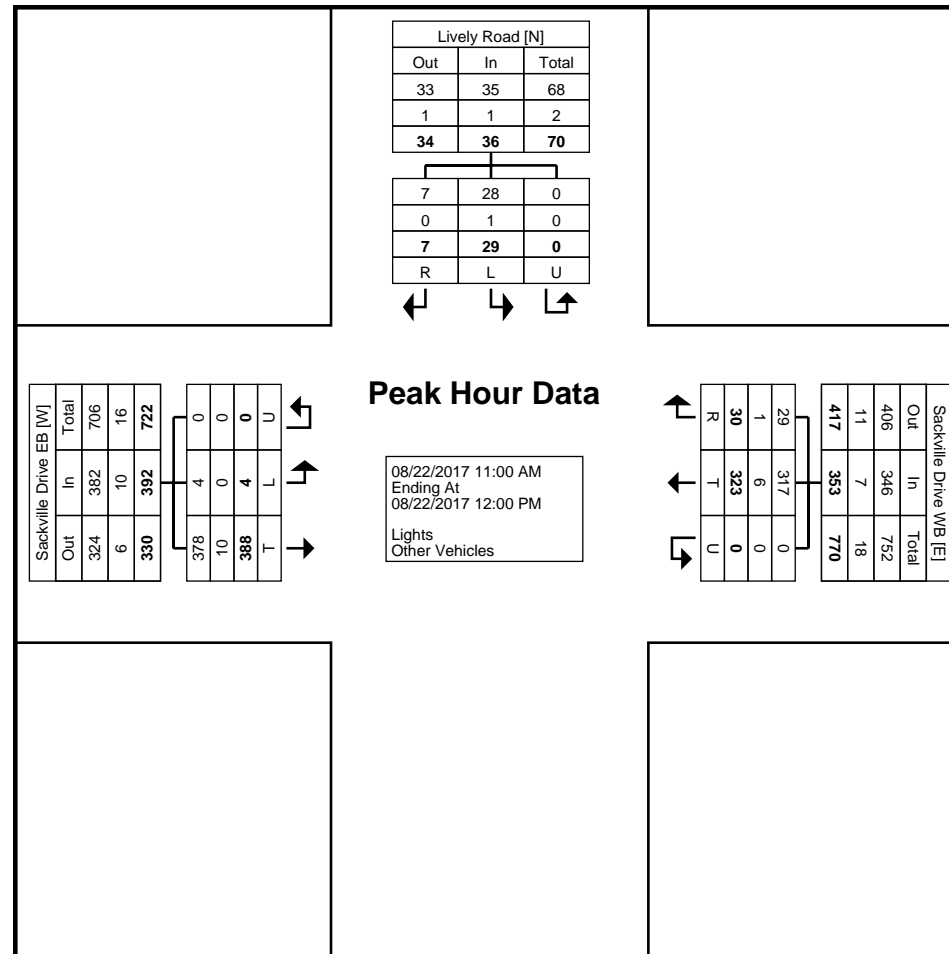 Lively Road [N]
Out In Total
33 35 68
1 1 2
34 36 70
7 28 0
0 1 0
7 29 0
R L U
Peak Hour Data
08/22/2017 11:00 AM
Ending At
08/22/2017 12:00 PM
Lights
Other Vehicles
Sackville Drive EB [W]
Out In Total
324 382 706
6 10 16
330 392 722
378 4 0
10 0 0
388 4 0
T L U
Sackville Drive WB [E]
Out In Total
406 346 752
11 7 18
417 353 770
29 317 0
1 6 0
30 323 0
R T U